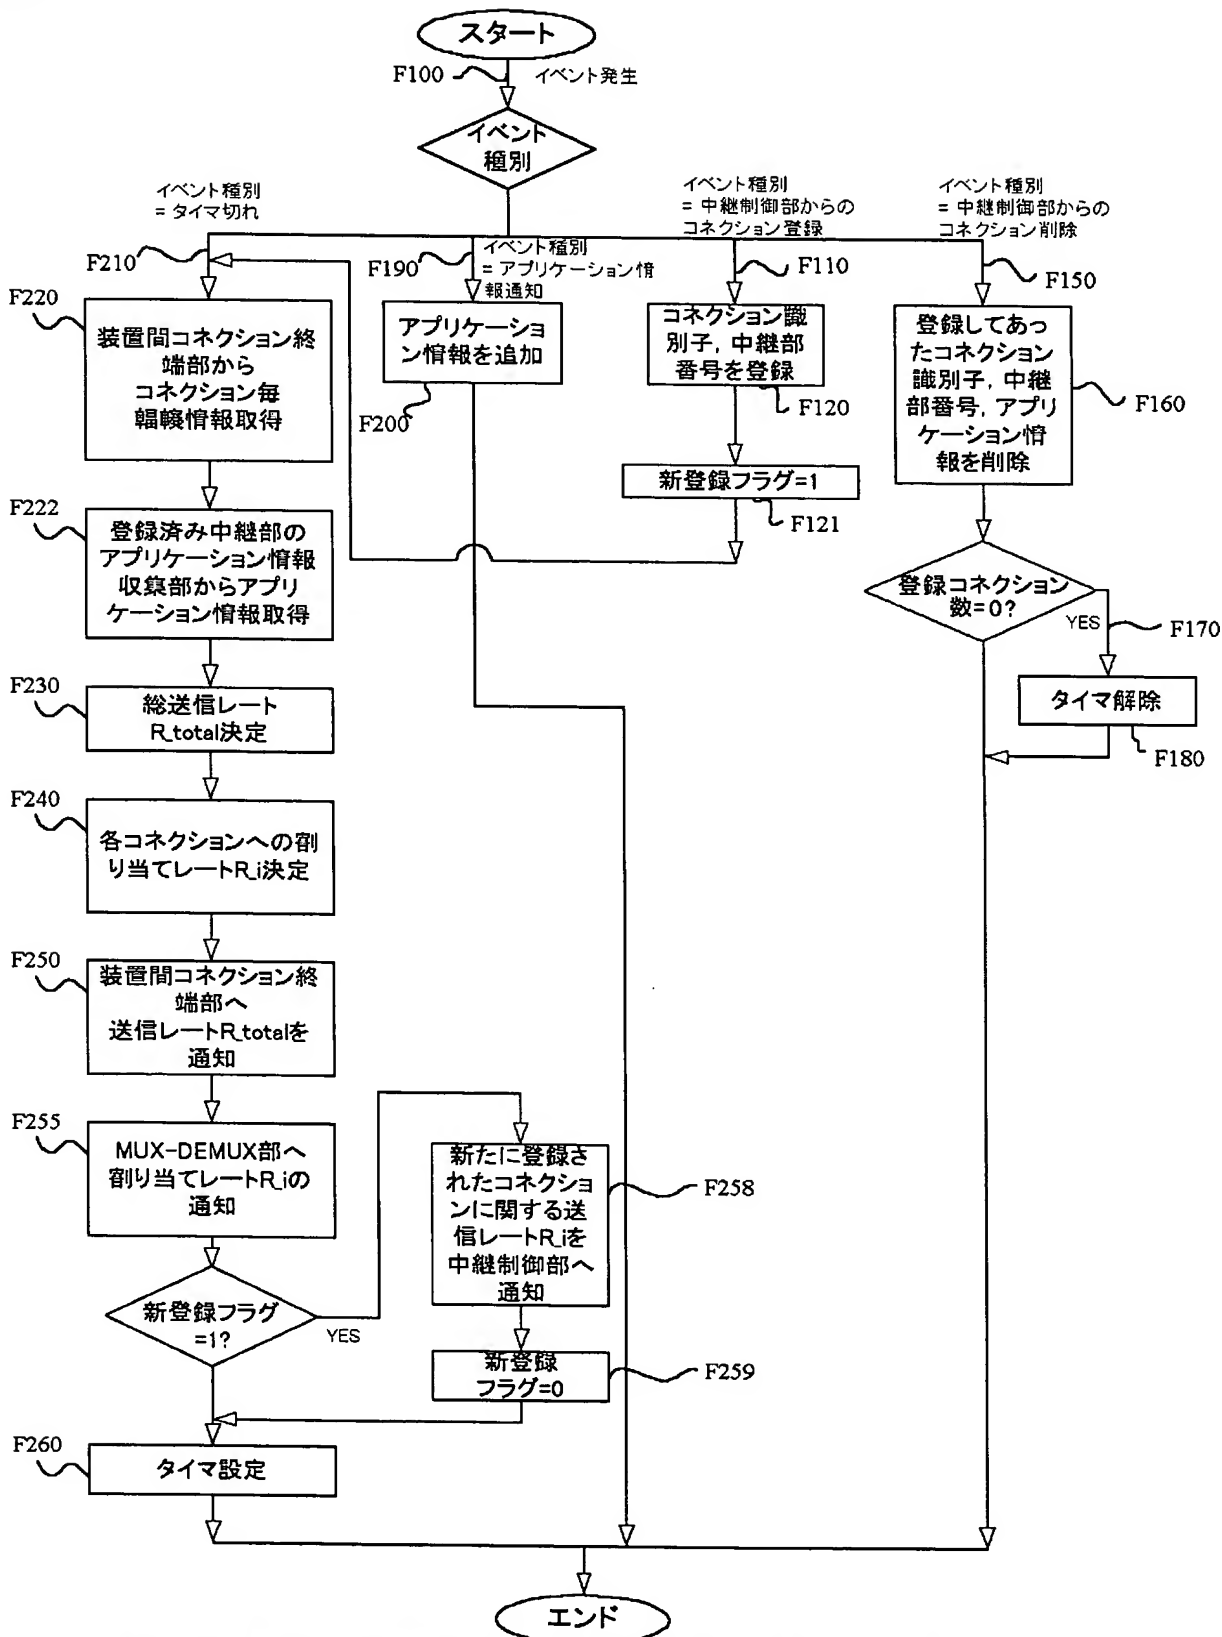 スタート
F100
イベント発生
イベント
種別
イベント種別
= タイマ切れ
イベント種別
= 中継制御部からの
コネクション登録
イベント種別
= 中継制御部からの
コネクション削除
F210
F190
イベント種別
= アプリケーション情
報通知
F110
F150
F220
装置間コネクション終
端部から
コネクション毎
輻輳情報取得
アプリケーショ
ン情報を追加
F200
コネクション識
別子, 中継部
番号を登録
F120
登録してあっ
たコネクション
識別子, 中継
部番号, アプリ
ケーション情
報を削除
F160
新登録フラグ=1
F121
F222
登録済み中継部の
アプリケーション情報
収集部からアプリ
ケーション情報取得
登録コネクション
数=0?
YES
F170
タイマ解除
F180
F230
総送信レート
R_total決定
F240
各コネクションへの割
り当てレートR_i決定
F250
装置間コネクション終
端部へ
送信レートR_totalを
通知
F255
MUX-DEMUX部へ
割り当てレートR_iの
通知
新たに登録さ
れたコネクショ
ンに関する送
信レートR_iを
中継制御部へ
通知
F258
新登録フラグ
=1?
YES
新登録
フラグ=0
F259
F260
タイマ設定
エンド